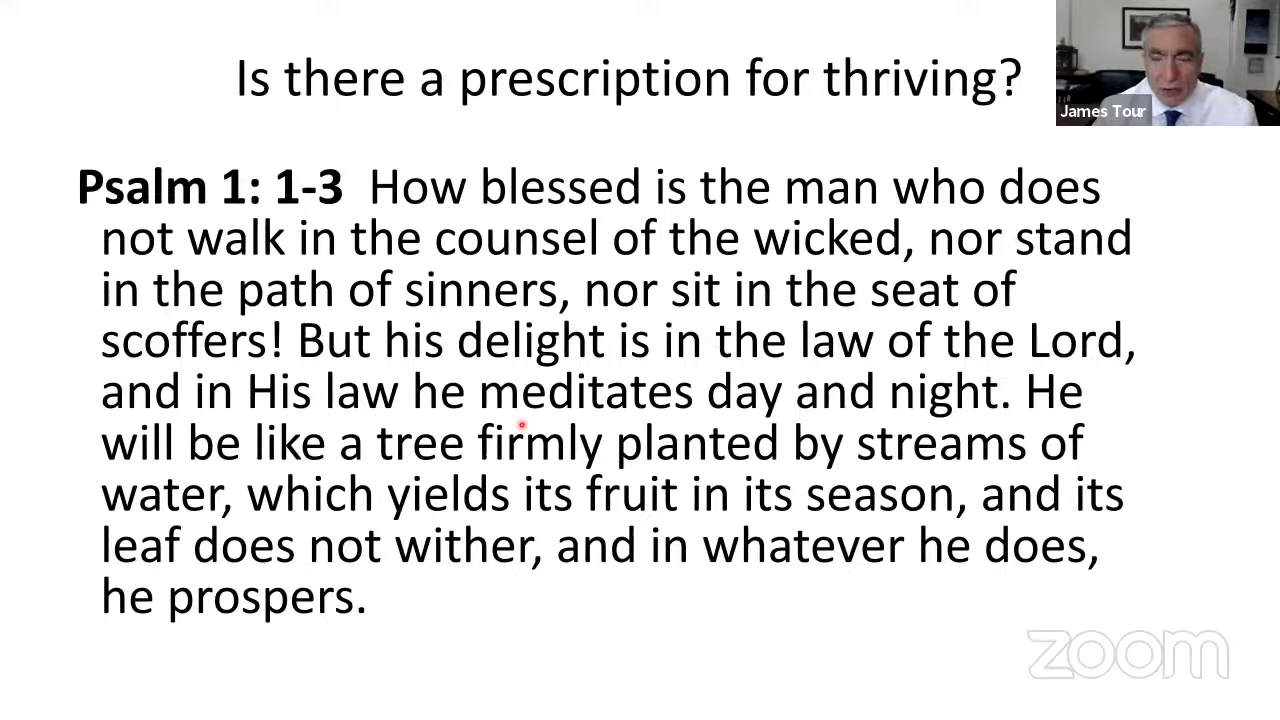 Is there a prescription for thriving?
James Tour
Psalm 1: 1-3 How blessed is the man who does
not walk in the counsel of the wicked, nor stand
in the path of sinners, nor sit in the seat of
scoffers! But his delight is in the law of the Lord,
and in His law he meditates day and night. He
will be like a tree firmly planted by streams of
water, which yields its fruit in its season, and its
leaf does not wither, and in whatever he does,
he prospers.
zoom